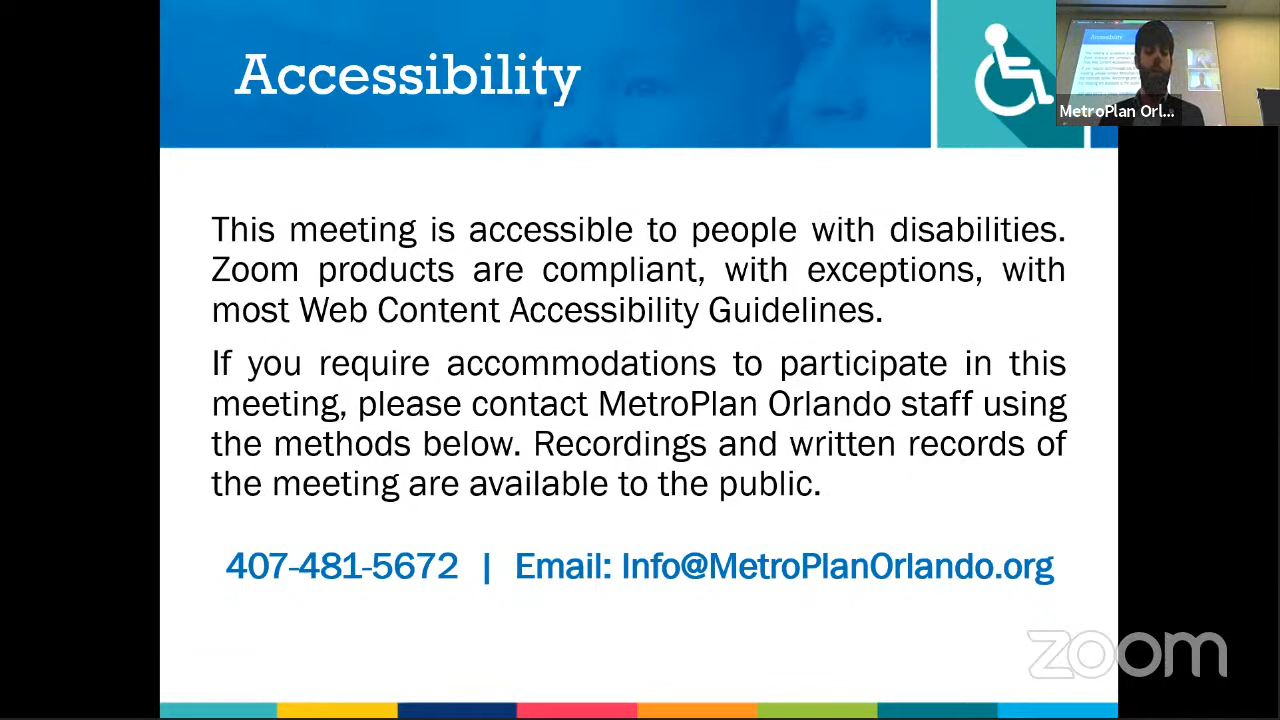 Accessibility
MetroPlan Orl...
This meeting is accessible to people with disabilities.
Zoom products are compliant, with exceptions, with
most Web Content Accessibility Guidelines.
If you require accommodations to participate in this
meeting, please contact MetroPlan Orlando staff using
the methods below. Recordings and written records of
the meeting are available to the public.
407-481-5672 | Email: Info@MetroPlanOrlando.org
zoom